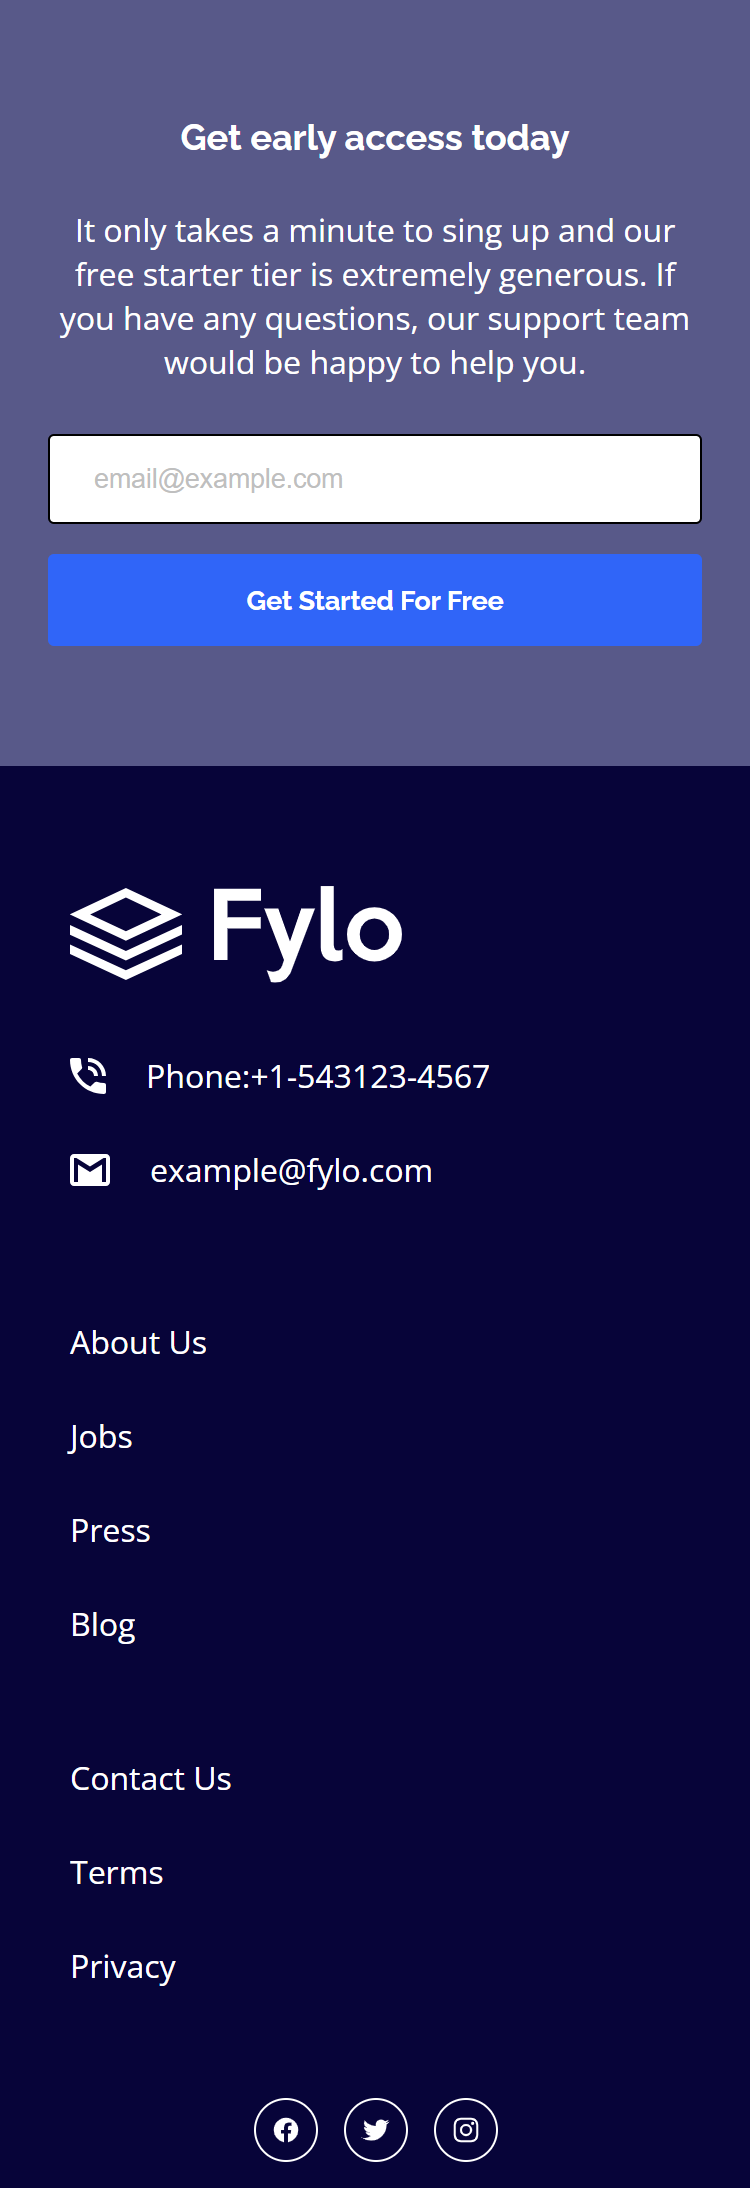 Get early access today
It only takes a minute to sing up and our
free starter tier is extremely generous. If
you have any questions, our support team
would be happy to help you.
email@example.com
Get Started For Free
Fylo
Phone:+1-543123-4567
example@fylo.com
About Us
Jobs
Press
Blog
Contact Us
Terms
Privacy